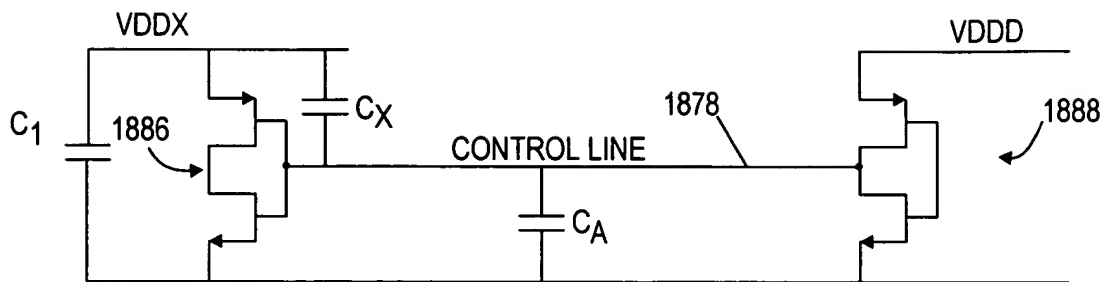 VDDX
VDDD
C1
1886
CX
1878
1888
CONTROL LINE
CA